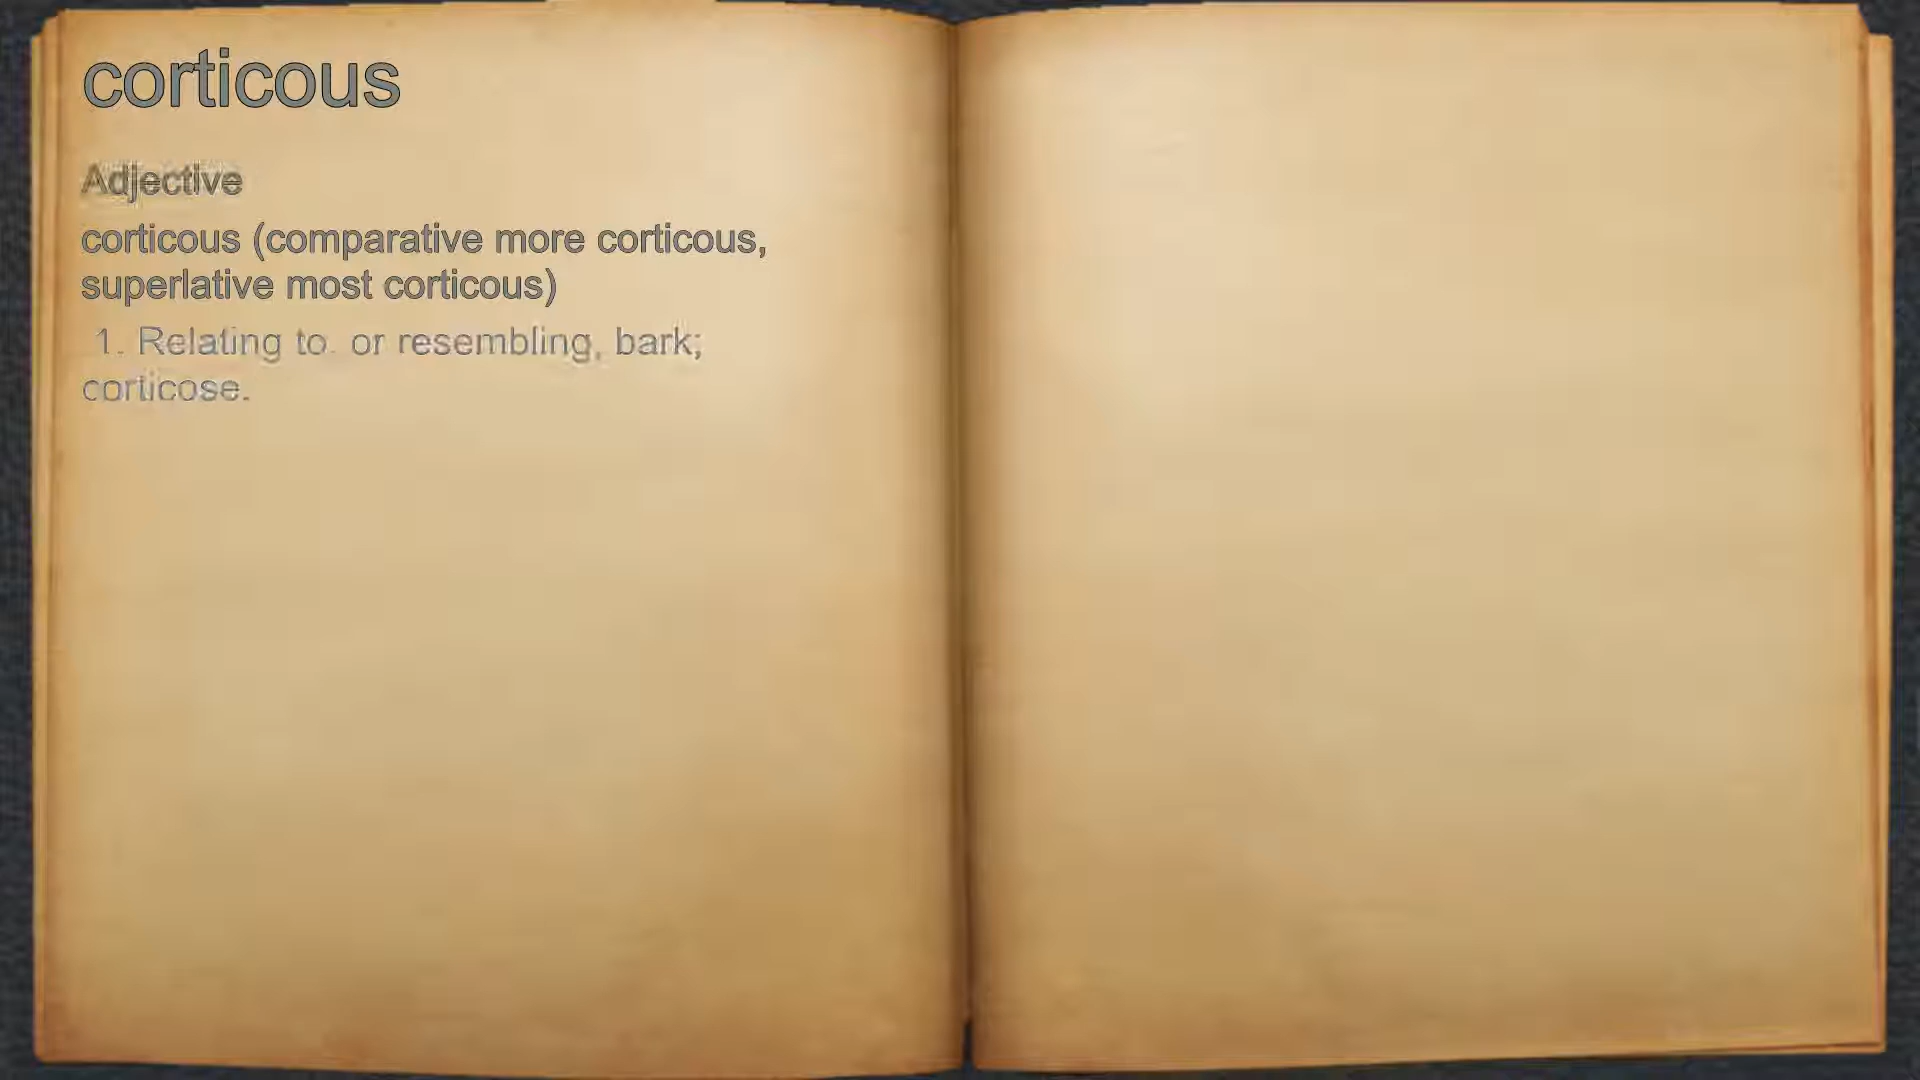 corticous
Adjective
corticous (comparative more corticous,
superlative most corticous)
1. Relating to, or resembling, bark;
corticose.